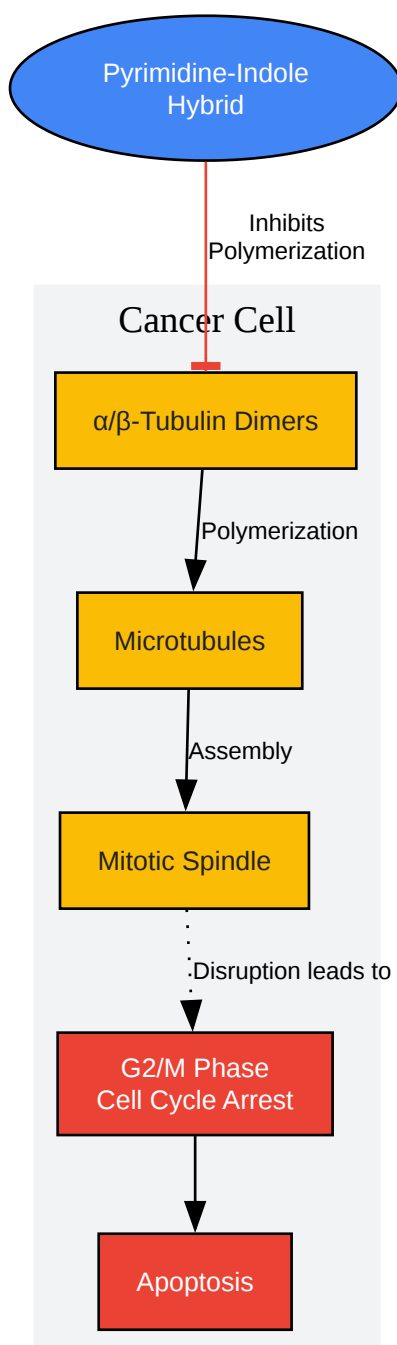 Pyrimidine-Indole
Hybrid
Inhibits
Polymerization
Cancer Cell
α/β-Tubulin Dimers
Polymerization
Microtubules
Assembly
Mitotic Spindle
Disruption leads to
G2/M Phase
Cell Cycle Arrest
Apoptosis